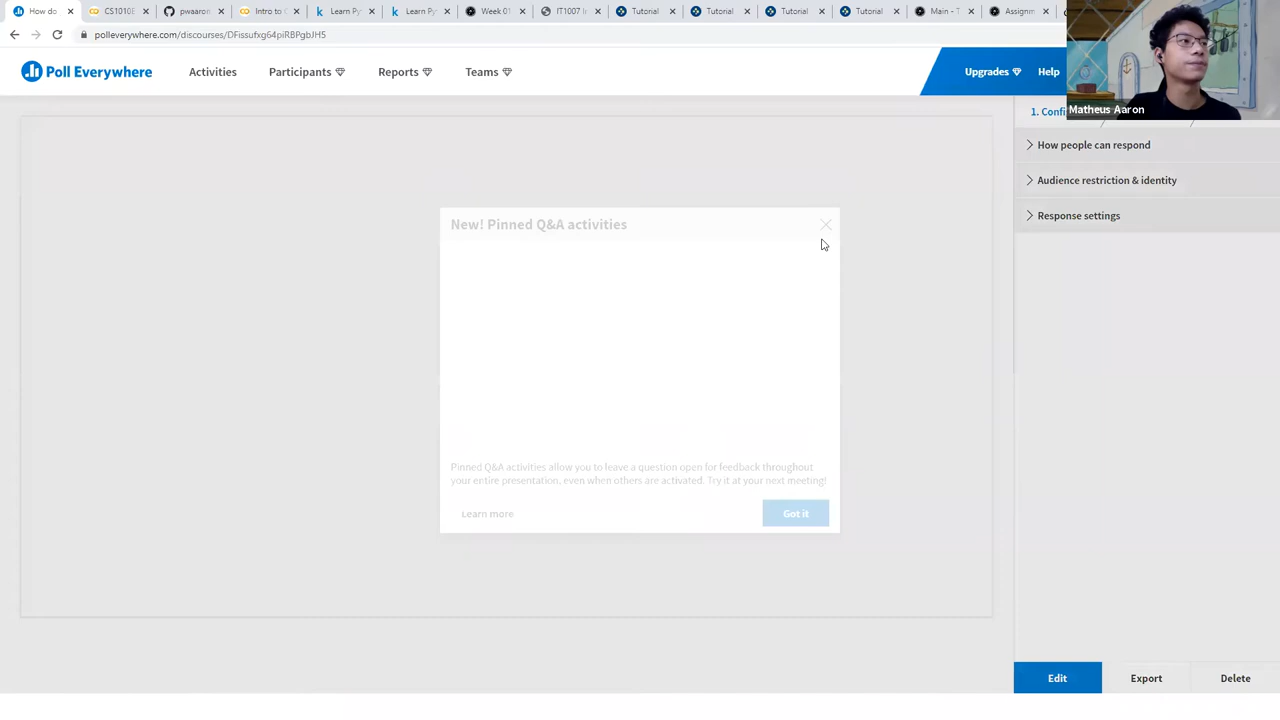 How do
CS1010E
pwaaron
Intro to C
Learn Py
Learn Py
Week 01
IT1007 I
Tutorial
Tutorial
Tutorial
Tutorial
Main - T
Assignm
polleverywhere.com/discourses/DFissufxg64piRBPgbJH5
Poll Everywhere
Activities
Participants
Reports
Teams
Upgrades
Help
Matheus Aaron
1. Confi
How people can respond
Audience restriction & identity
Response settings
New! Pinned Q&A activities
Pinned Q&A activities allow you to leave a question open for feedback throughout
your entire presentation, even when others are activated. Try it at your next meeting!
Learn more
Got it
Edit
Export
Delete